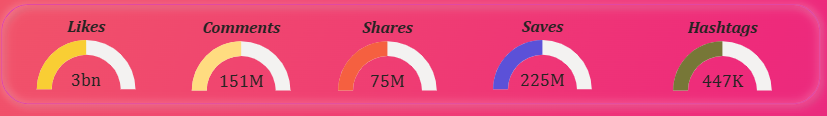 Likes Comments Shares Saves Hashtags
3bn 151M 75M 225M 447K